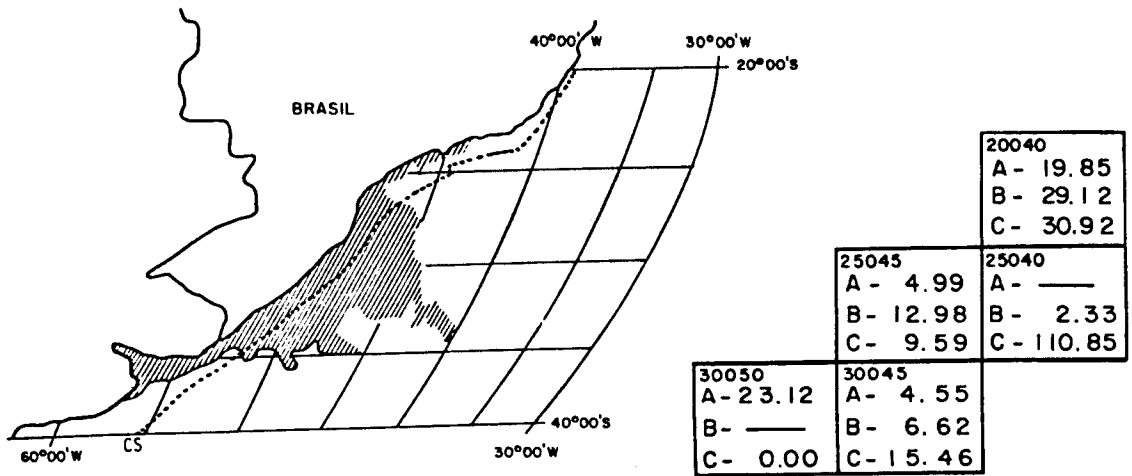 40°00' W
30°00'W
20°00's
BRASIL
40°00's
30°00'W
60°00'W
CS
20040
A- 19.85
B- 29.12
C- 30.92
25045
A- 4.99
B- 12.98
C- 9.59
25040
A- —
B- 2.33
C- 110.85
30050
A-23.12
B- —
C- 0.00
30045
A- 4.55
B- 6.62
C-15.46